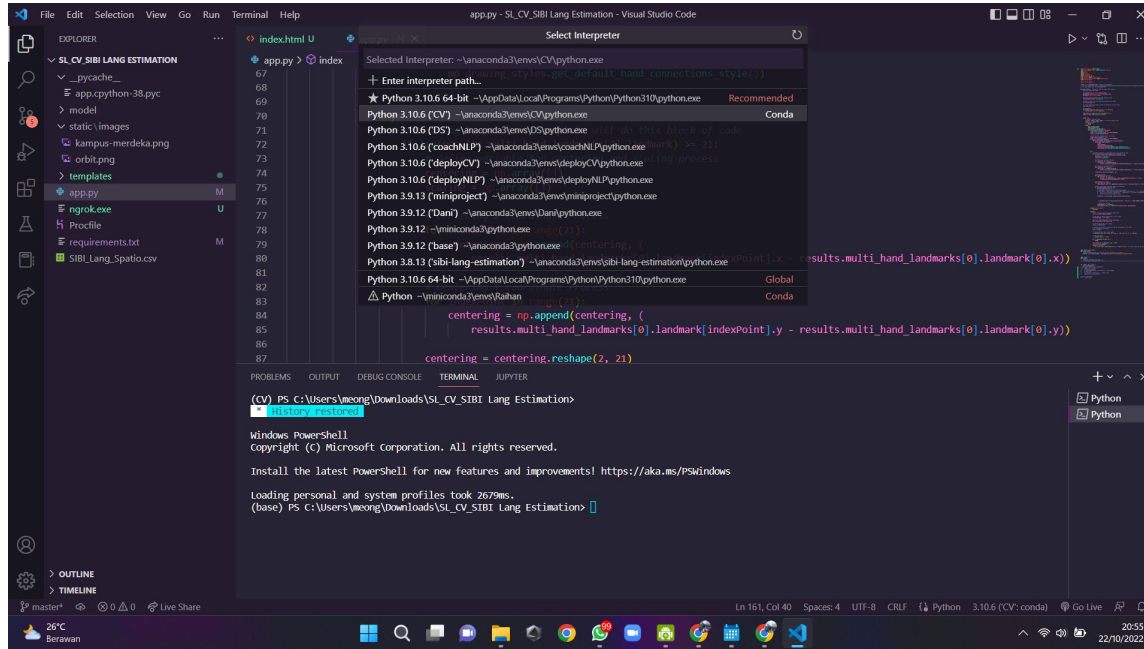 File Edit Selection View Go Run Terminal Help
app.py - SL_CV_SIBI Lang Estimation - Visual Studio Code
EXPLORER
SL_CV_SIBI LANG ESTIMATION
__pycache__
app.cpython-38.pyc
model
static\images
kampus-merdeka.png
orbit.png
templates
app.py M
ngrok.exe U
Procfile
requirements.txt M
SIBI_Lang_Spatio.csv
OUTLINE
TIMELINE
index.html U
app.py > index
Select Interpreter
Selected Interpreter: ~\anaconda3\envs\CV\python.exe
+ Enter interpreter path...
★ Python 3.10.6 64-bit ~\AppData\Local\Programs\Python\Python310\python.exe Recommended
Python 3.10.6 ('CV') ~\anaconda3\envs\CV\python.exe Conda
Python 3.10.6 ('DS') ~\anaconda3\envs\DS\python.exe
Python 3.10.6 ('coachNLP') ~\anaconda3\envs\coachNLP\python.exe
Python 3.10.6 ('deployCV') ~\anaconda3\envs\deployCV\python.exe
Python 3.10.6 ('deployNLP') ~\anaconda3\envs\deployNLP\python.exe
Python 3.9.13 ('miniproject') ~\anaconda3\envs\miniproject\python.exe
Python 3.9.12 ('Dani') ~\anaconda3\envs\Dani\python.exe
Python 3.9.12 ~\miniconda3\python.exe
Python 3.9.12 ('base') ~\anaconda3\python.exe
Python 3.8.13 ('sibi-lang-estimation') ~\anaconda3\envs\sibi-lang-estimation\python.exe
Python 3.10.6 64-bit ~\AppData\Local\Programs\Python\Python310\python.exe Global
Python ~\miniconda3\envs\Raihan Conda
67
68
69
70
71
72
73
74
75
76
77
78
79
80 results.multi_hand_landmarks[0].landmark[0].x))
81
82
83
84 centering = np.append(centering, (
85 results.multi_hand_landmarks[0].landmark[indexPoint].y - results.multi_hand_landmarks[0].landmark[0].y))
86
87 centering = centering.reshape(2, 21)
PROBLEMS OUTPUT DEBUG CONSOLE TERMINAL JUPYTER
(CV) PS C:\Users\meong\Downloads\SL_CV_SIBI Lang Estimation>
* History restored
Windows PowerShell
Copyright (C) Microsoft Corporation. All rights reserved.
Install the latest PowerShell for new features and improvements! https://aka.ms/PSWindows
Loading personal and system profiles took 2679ms.
(base) PS C:\Users\meong\Downloads\SL_CV_SIBI Lang Estimation>
Python
Python
master* 0 0 Live Share
Ln 161, Col 40 Spaces: 4 UTF-8 CRLF Python 3.10.6 ('CV': conda) Go Live
26°C
Berawan
99
20:55
22/10/2022